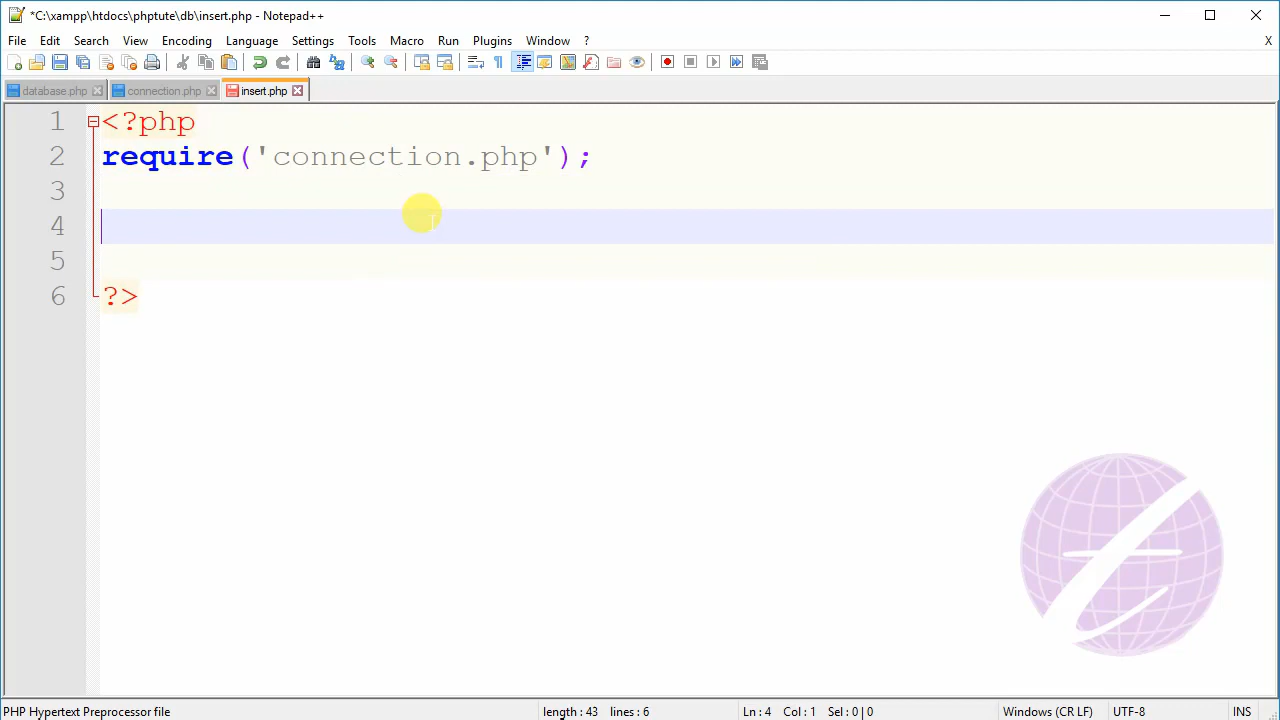 *C:\xampp\htdocs\phptute\db\insert.php - Notepad++
File Edit Search View Encoding Language Settings Tools Macro Run Plugins Window ? X
database.php connection.php insert.php
1 <?php
2 require('connection.php');
3
4
5
6 ?>
PHP Hypertext Preprocessor file length : 43 lines : 6 Ln : 4 Col : 1 Sel : 0 | 0 Windows (CR LF) UTF-8 INS